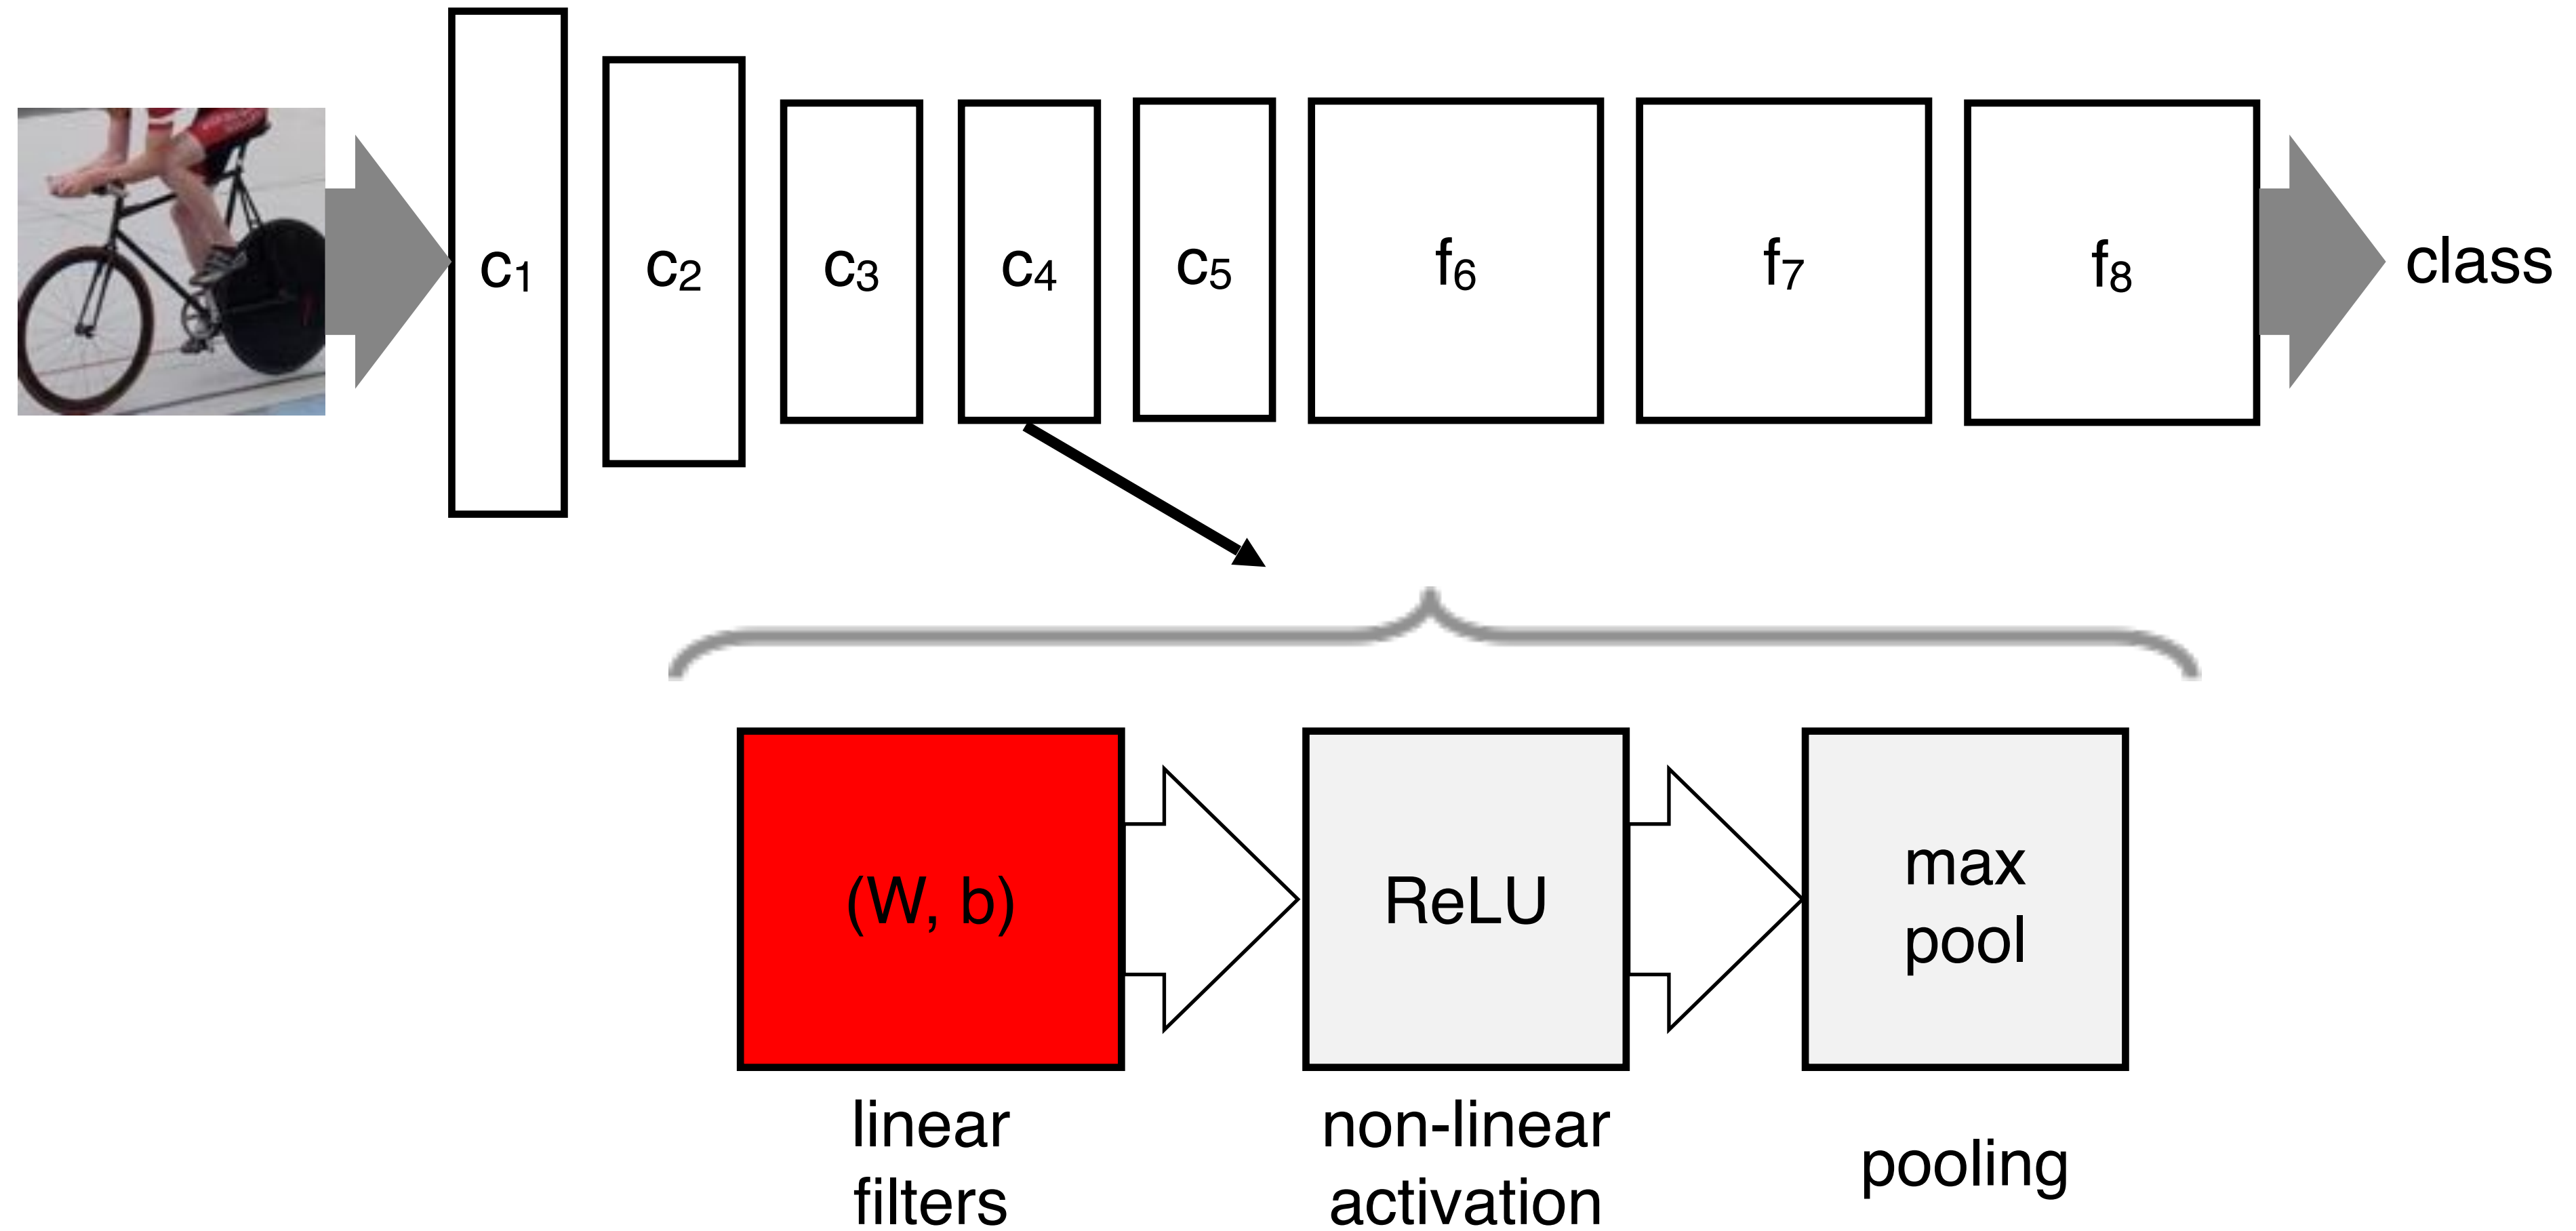 c1 c2 c3 c4 c5 f6 f7 f8 class
(W, b) ReLU max
pool
linear
filters
non-linear
activation
pooling